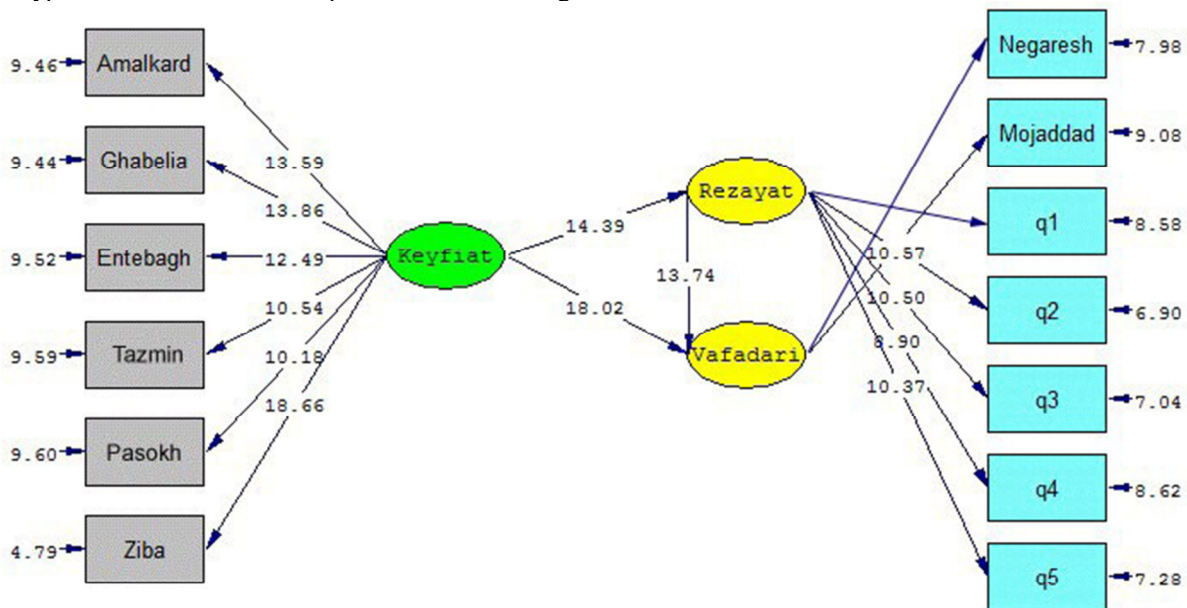 9.46
Amalkard
9.44
Ghabelia
9.52
Entebagh
9.59
Tazmin
9.60
Pasokh
4.79
Ziba
13.59
13.86
12.49
10.54
10.18
18.66
Keyfiat
14.39
18.02
Rezayat
13.74
Vafadari
10.57
10.50
8.90
10.37
Negaresh
7.98
Mojaddad
9.08
q1
8.58
q2
6.90
q3
7.04
q4
8.62
q5
7.28